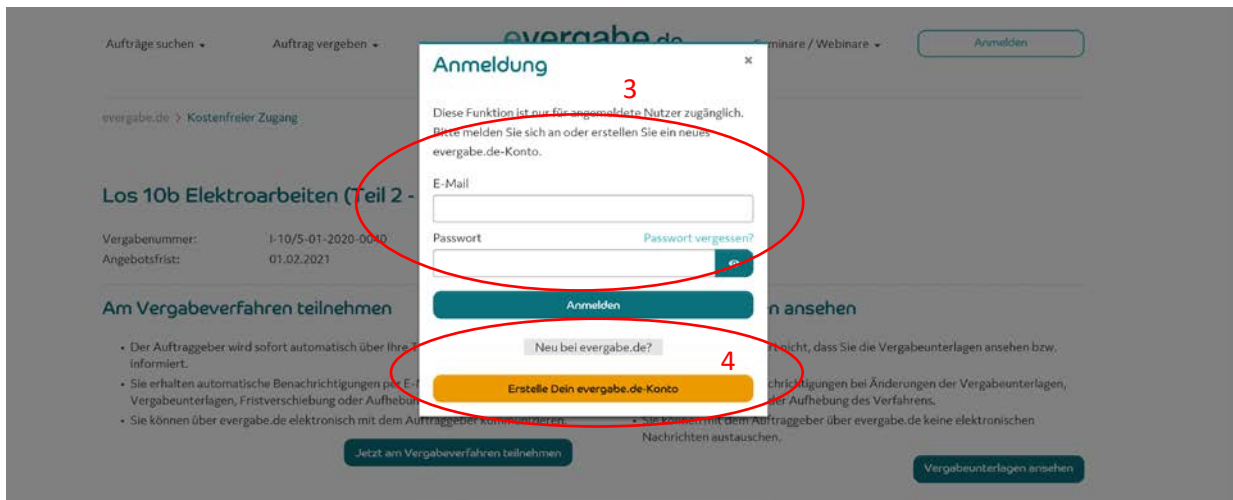 Aufträge suchen
Auftrag vergeben
evergabe.de
minare / Webinare
Anmelden
evergabe.de > Kostenfreier Zugang
Los 10b Elektroarbeiten (Teil 2 -
Vergabenummer: I-10/5-01-2020-0040
Angebotsfrist: 01.02.2021
Am Vergabeverfahren teilnehmen
• Der Auftraggeber wird sofort automatisch über Ihre T
informiert.
• Sie erhalten automatische Benachrichtigungen per E-
Vergabeunterlagen, Fristverschiebung oder Aufhebun
• Sie können über evergabe.de elektronisch mit dem Auftraggeber kommunizieren.
Jetzt am Vergabeverfahren teilnehmen
Anmeldung
×
3
Diese Funktion ist nur für angemeldete Nutzer zugänglich.
Bitte melden Sie sich an oder erstellen Sie ein neues
evergabe.de-Konto.
E-Mail
Passwort
Passwort vergessen?
Anmelden
Neu bei evergabe.de?
4
Erstelle Dein evergabe.de-Konto
n ansehen
nicht, dass Sie die Vergabeunterlagen ansehen bzw.
chrichtigungen bei Änderungen der Vergabeunterlagen,
der Aufhebung des Verfahrens.
• Sie können mit dem Auftraggeber über evergabe.de keine elektronischen
Nachrichten austauschen.
Vergabeunterlagen ansehen